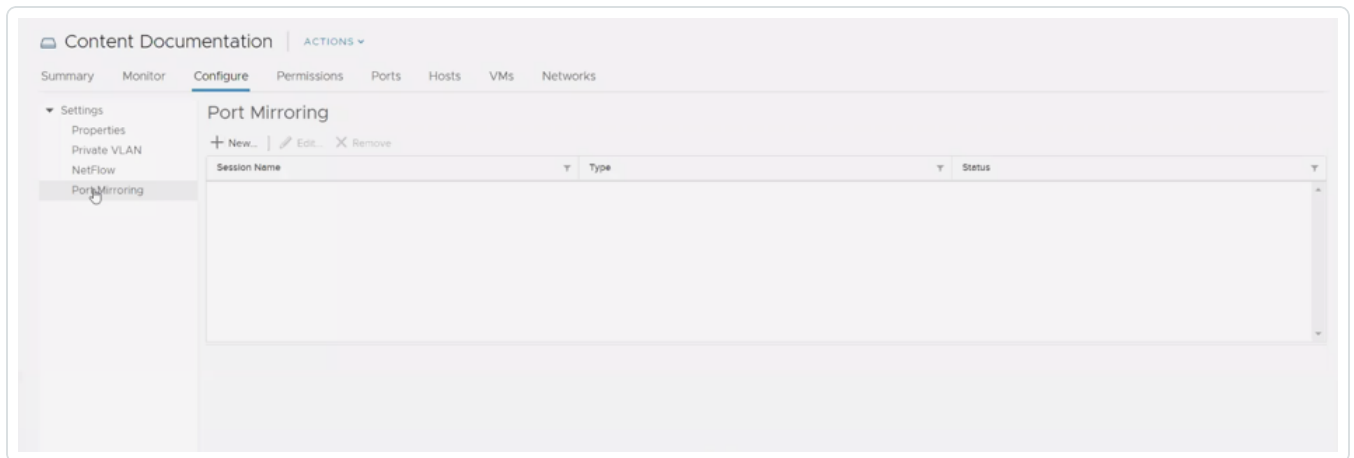 Content Documentation ACTIONS
Summary Monitor Configure Permissions Ports Hosts VMs Networks
Settings
Properties
Private VLAN
NetFlow
Port Mirroring
Port Mirroring
New... Edit... Remove
Session Name Type Status